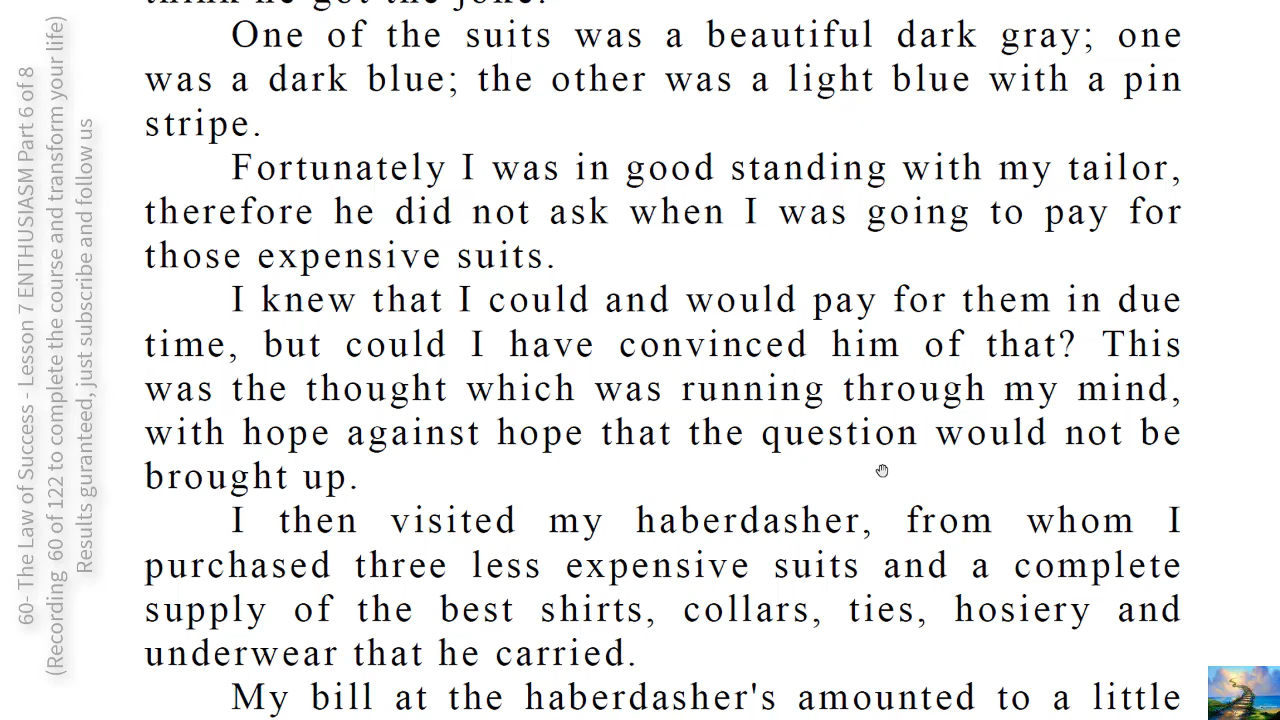 think he got the joke.
One of the suits was a beautiful dark gray; one
was a dark blue; the other was a light blue with a pin
stripe.
Fortunately I was in good standing with my tailor,
therefore he did not ask when I was going to pay for
those expensive suits.
I knew that I could and would pay for them in due
time, but could I have convinced him of that? This
was the thought which was running through my mind,
with hope against hope that the question would not be
brought up.
I then visited my haberdasher, from whom I
purchased three less expensive suits and a complete
supply of the best shirts, collars, ties, hosiery and
underwear that he carried.
My bill at the haberdasher's amounted to a little
60- The Law of Success - Lesson 7 ENTHUSIASM Part 6 of 8
(Recording 60 of 122 to complete the course and transform your life)
Results guranteed, just subscribe and follow us